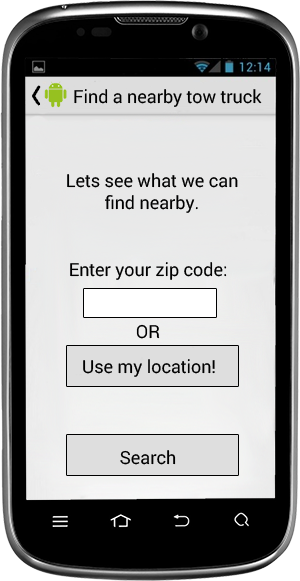 12:14
Find a nearby tow truck
Lets see what we can
find nearby.
Enter your zip code:
OR
Use my location!
Search